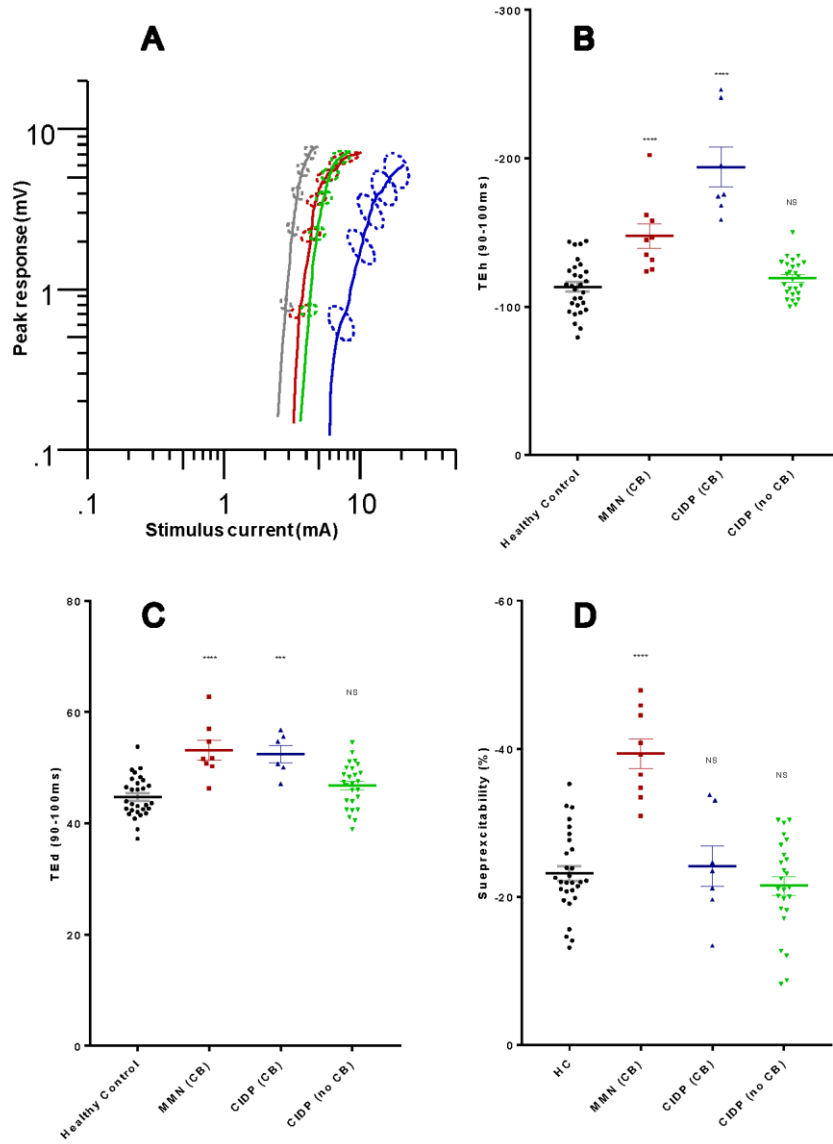 A
10
1
.1
.1
1
10
Peak response (mV)
Stimulus current (mA)
B
-300
-200
-100
0
TEh (90-100ms)
****
****
NS
Healthy Control
MMN (CB)
CIDP (CB)
CIDP (no CB)
C
80
60
40
20
0
TEd (90-100ms)
****
***
NS
Healthy Control
MMN (CB)
CIDP (CB)
CIDP (no CB)
D
-60
-40
-20
0
Sueprexcitability (%)
****
NS
NS
HC
MMN (CB)
CIDP (CB)
CIDP (no CB)